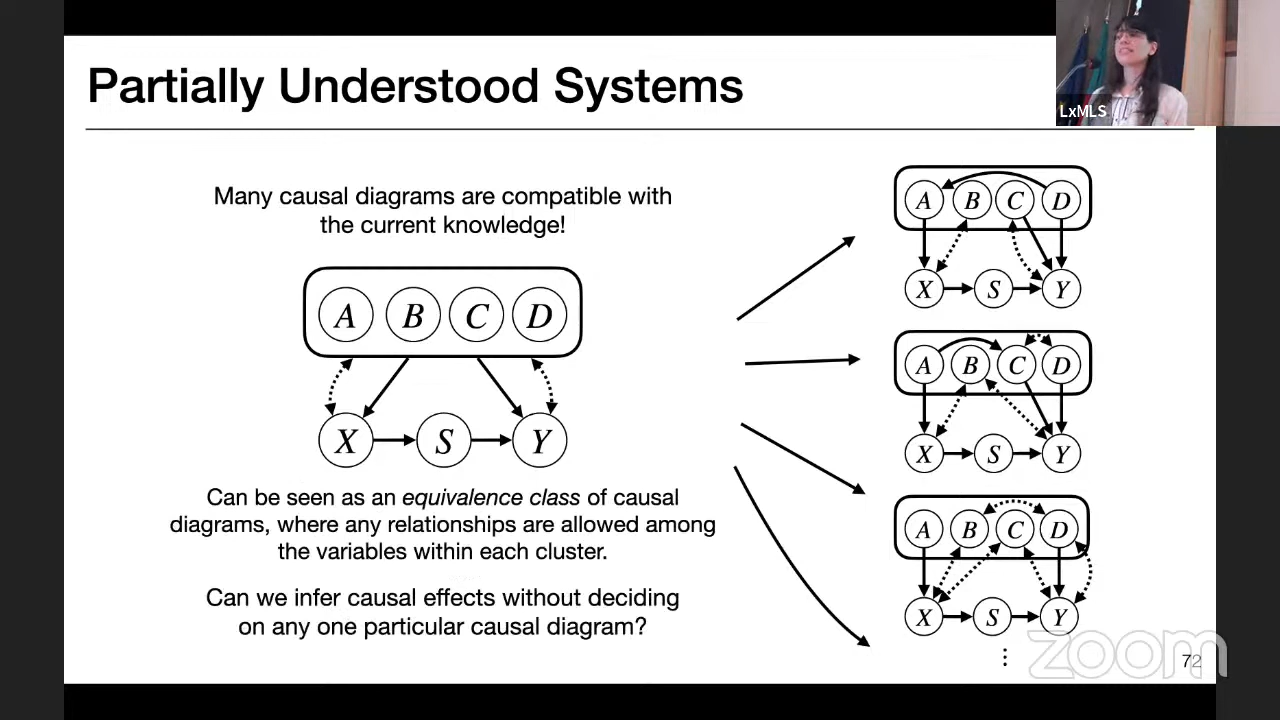 Partially Understood Systems
LxMLS
Many causal diagrams are compatible with
the current knowledge!
A B C D
X S Y
Can be seen as an equivalence class of causal
diagrams, where any relationships are allowed among
the variables within each cluster.
Can we infer causal effects without deciding
on any one particular causal diagram?
A B C D
X S Y
A B C D
X S Y
A B C D
X S Y
⋮
zoom
72